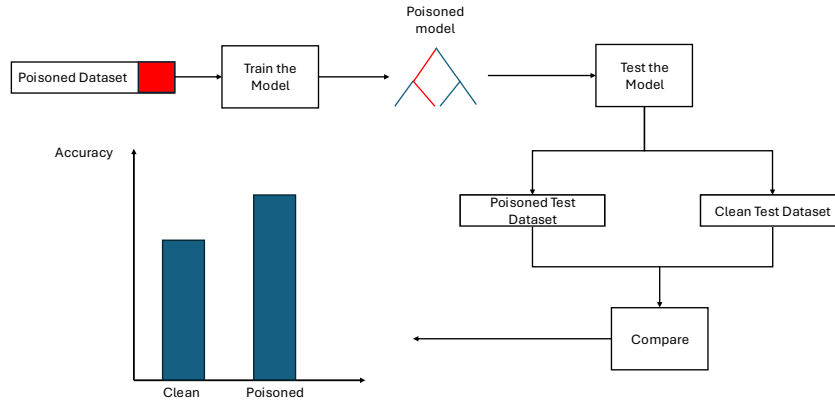 Poisoned
model
Poisoned Dataset
Train the
Model
Test the
Model
Accuracy
Poisoned Test
Dataset
Clean Test Dataset
Compare
Clean
Poisoned